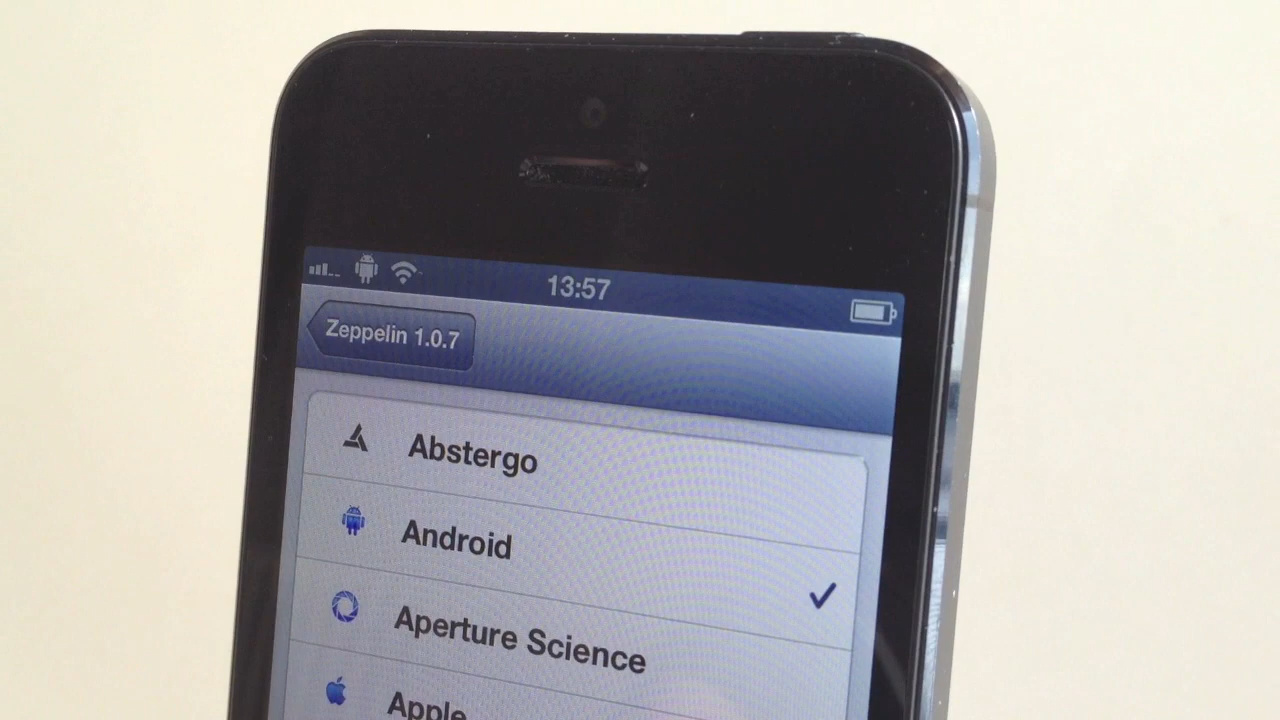 13:57
Zeppelin 1.0.7
Abstergo
Android
Aperture Science
Apple